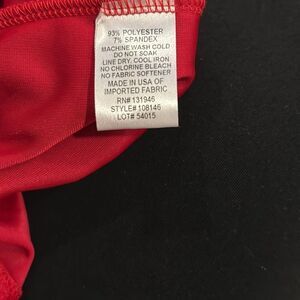 93% POLYESTER
7% SPANDEX
MACHINE WASH COLD
DO NOT SOAK
LINE DRY, COOL IRON
NO CHLORINE BLEACH
NO FABRIC SOFTENER
MADE IN USA OF
IMPORTED FABRIC
RN# 131946
STYLE# 108146
LOT# 54015